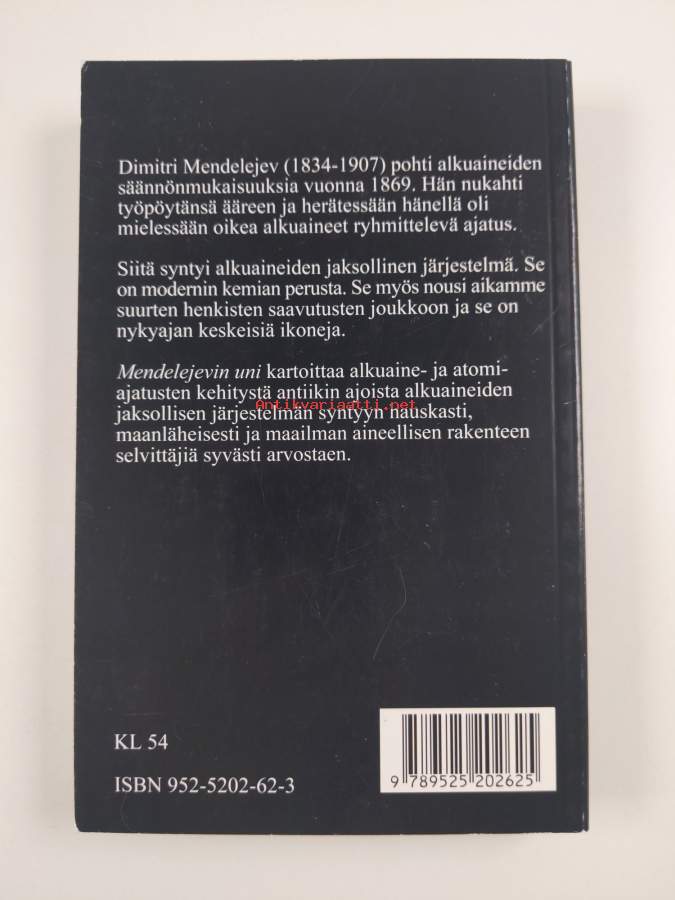 Dimitri Mendelejev (1834-1907) pohti alkuaineiden
säännönmukaisuuksia vuonna 1869. Hän nukahti
työpöytänsä ääreen ja herätessään hänellä oli
mielessään oikea alkuaineet ryhmittelevä ajatus.
Siitä syntyi alkuaineiden jaksollinen järjestelmä. Se
on modernin kemian perusta. Se myös nousi aikamme
suurten henkisten saavutusten joukkoon ja se on
nykyajan keskeisiä ikoneja.
Mendelejevin uni kartoittaa alkuaine- ja atomi-
ajatusten kehitystä antiikin ajoista alkuaineiden
Antikvariaatti.net
jaksollisen järjestelmän syntyyn hauskasti,
maanläheisesti ja maailman aineellisen rakenteen
selvittäjiä syvästi arvostaen.
KL 54
ISBN 952-5202-62-3
9 789525 202625